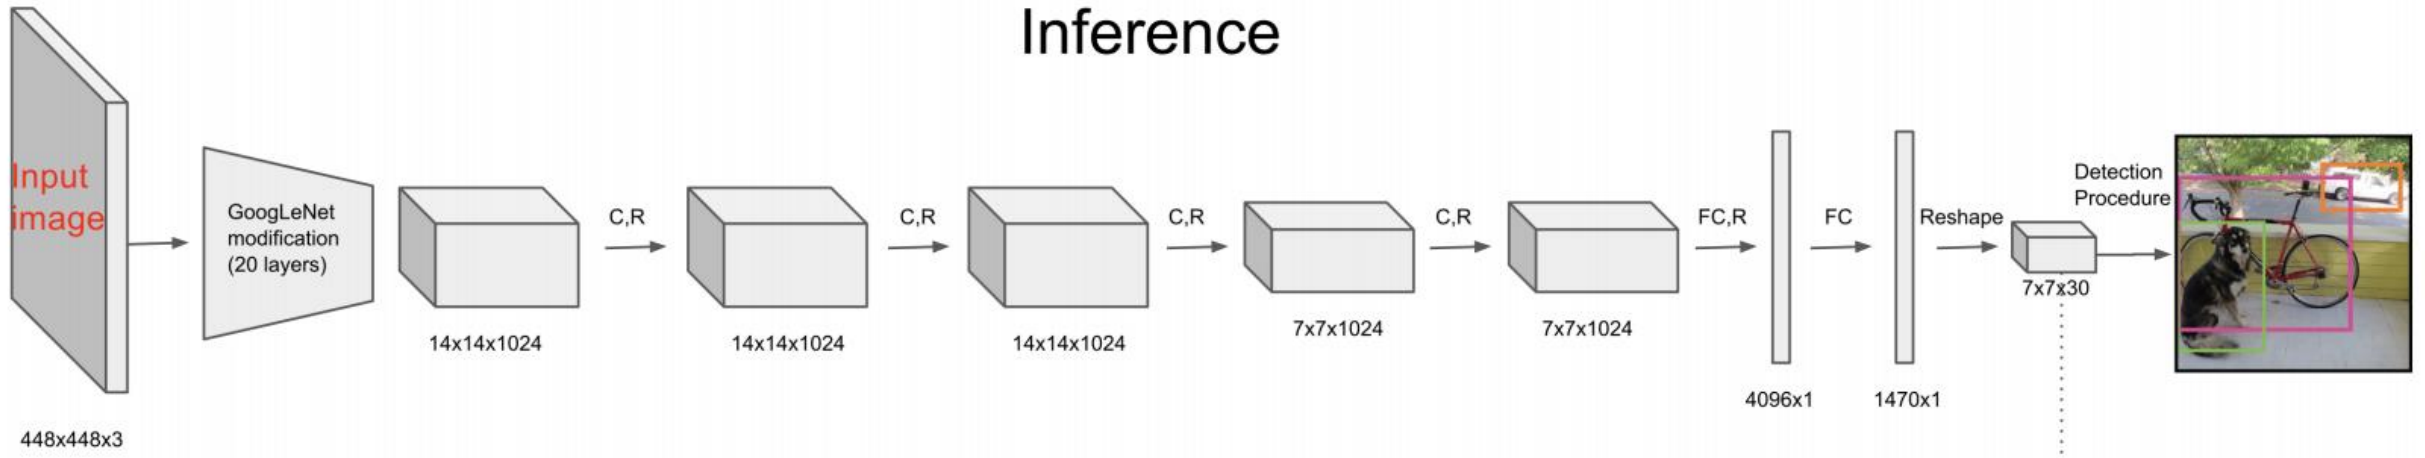 Inference
Input
image
448x448x3
GoogLeNet
modification
(20 layers)
14x14x1024
C,R
14x14x1024
C,R
14x14x1024
C,R
7x7x1024
C,R
7x7x1024
FC,R
4096x1
FC
1470x1
Reshape
7x7x30
Detection
Procedure